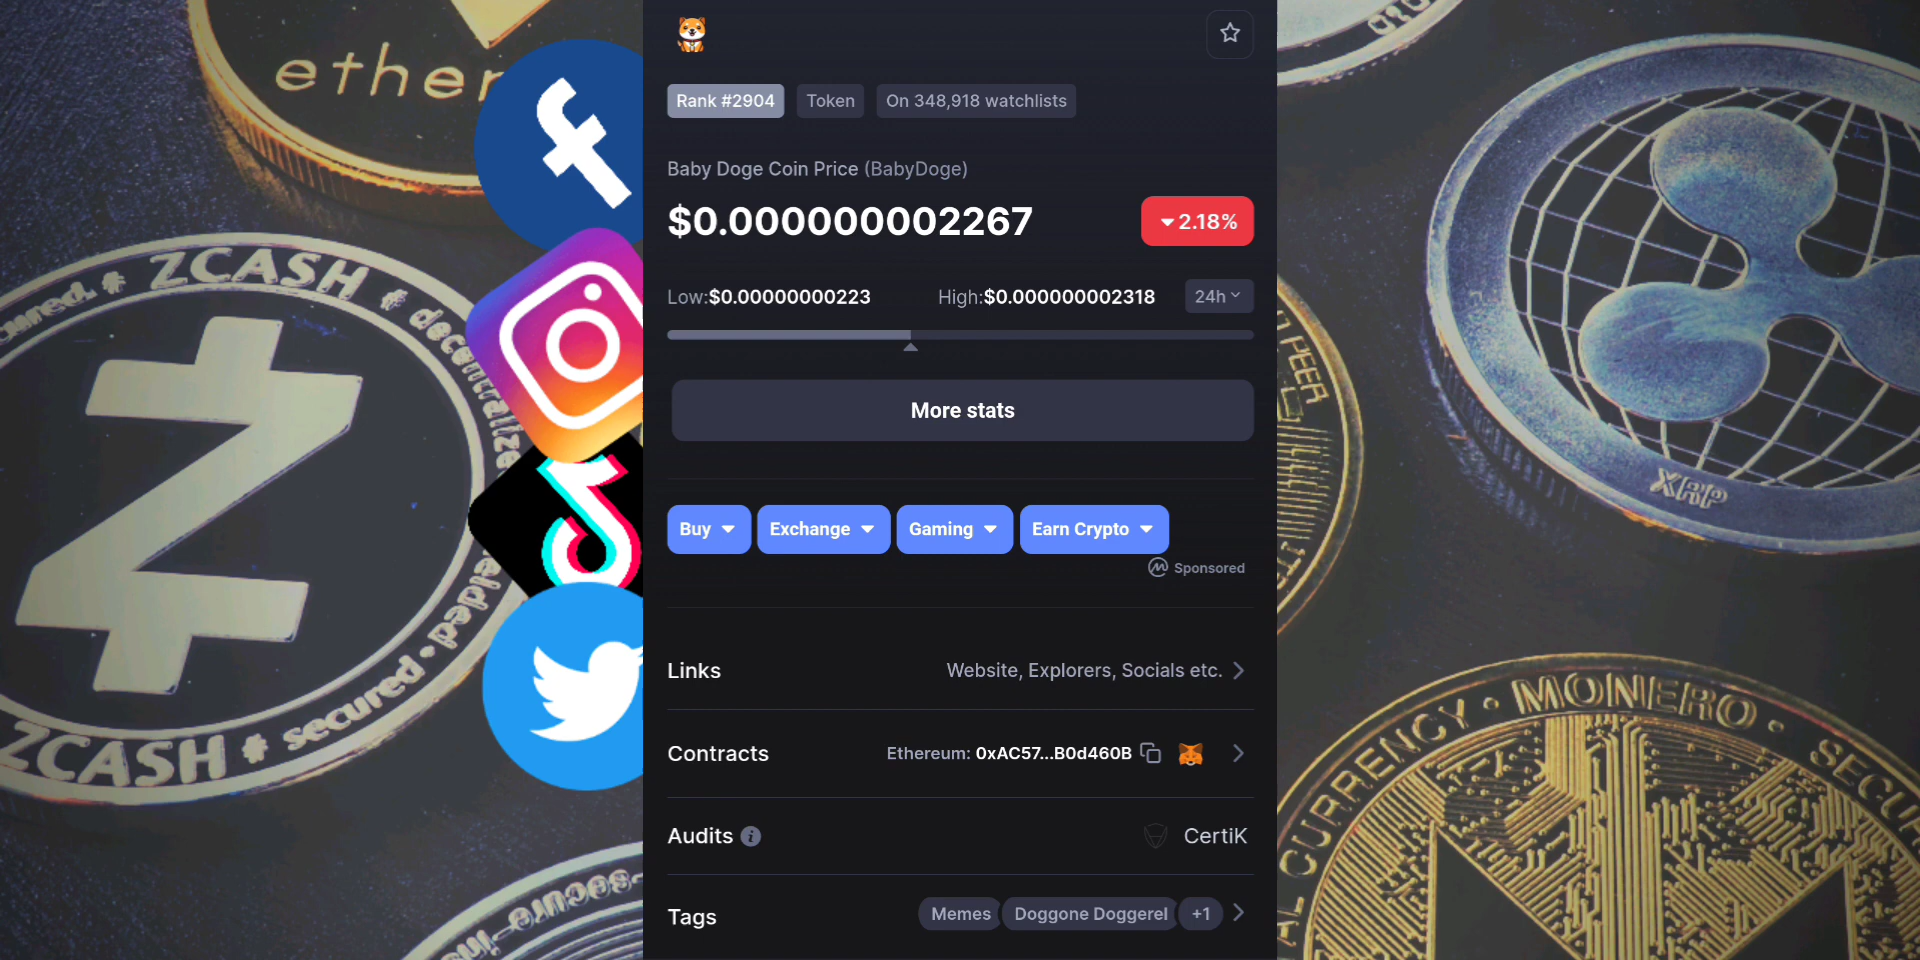 ether
Rank #2904
Token
On 348,918 watchlists
Baby Doge Coin Price (BabyDoge)
$0.000000002267
2.18%
Low:$0.00000000223
High:$0.000000002318
24h
More stats
Buy
Exchange
Gaming
Earn Crypto
Sponsored
Links
Website, Explorers, Socials etc.
Contracts
Ethereum: 0xAC57...B0d460B
Audits
CertiK
Tags
Memes
Doggone Doggerel
+1
ZCASH # decentralized
ZCASH # secured •
PEER
XRP
CURRENCY • MONERO •